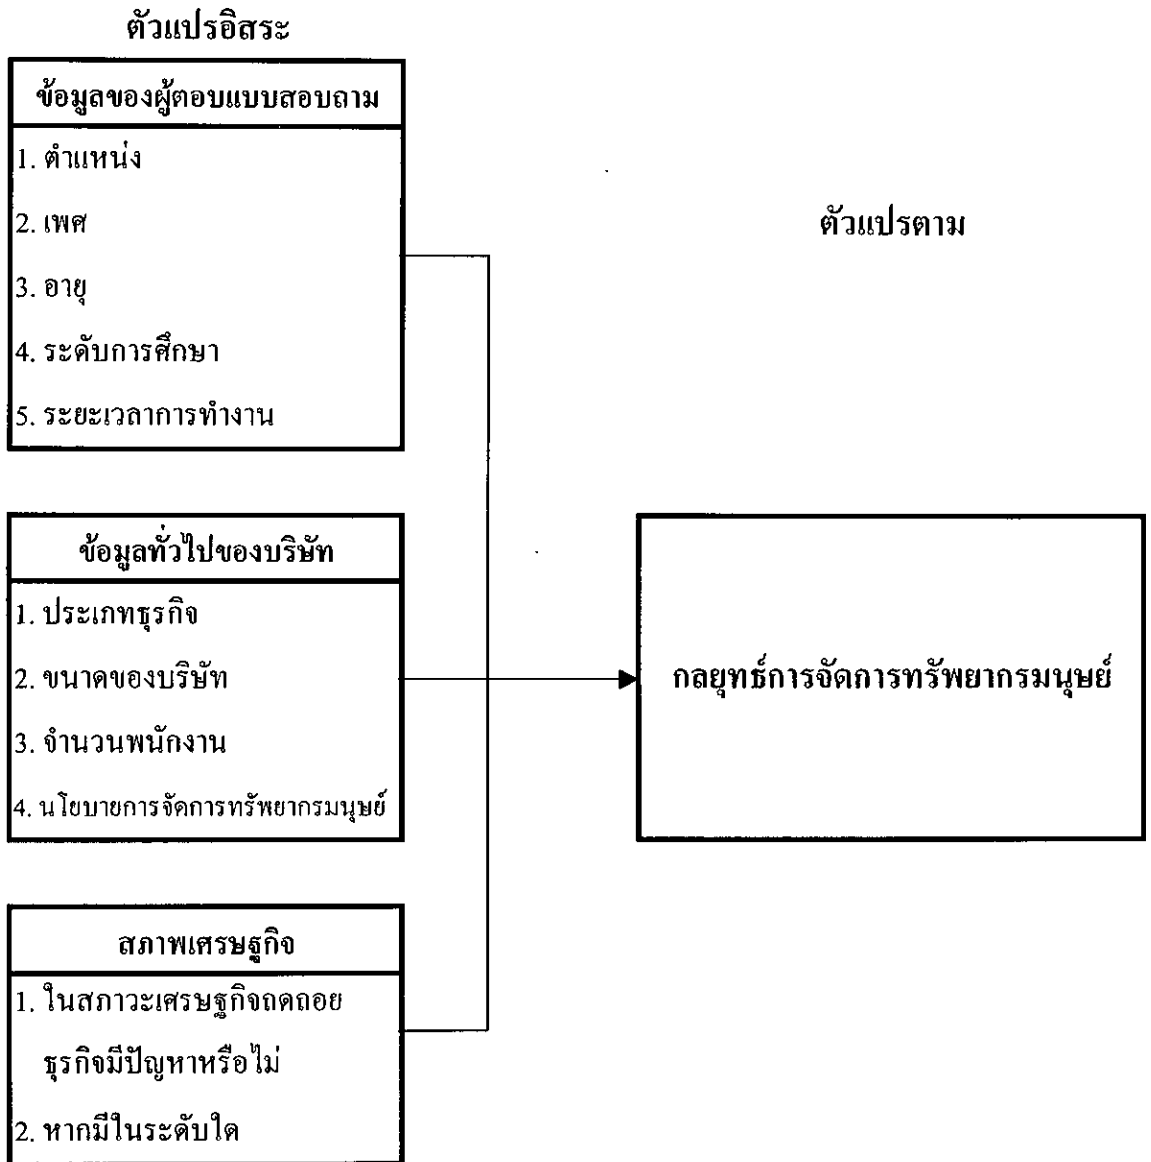 ตัวแปรอิสระ
ข้อมูลของผู้ตอบแบบสอบถาม
1. ตำแหน่ง
2. เพศ
3. อายุ
4. ระดับการศึกษา
5. ระยะเวลาการทำงาน
ข้อมูลทั่วไปของบริษัท
1. ประเภทธุรกิจ
2. ขนาดของบริษัท
3. จำนวนพนักงาน
4. นโยบายการจัดการทรัพยากรมนุษย์
สภาพเศรษฐกิจ
1. ในสภาวะเศรษฐกิจถดถอย
ธุรกิจมีปัญหาหรือไม่
2. หากมีในระดับใด
ตัวแปรตาม
กลยุทธ์การจัดการทรัพยากรมนุษย์